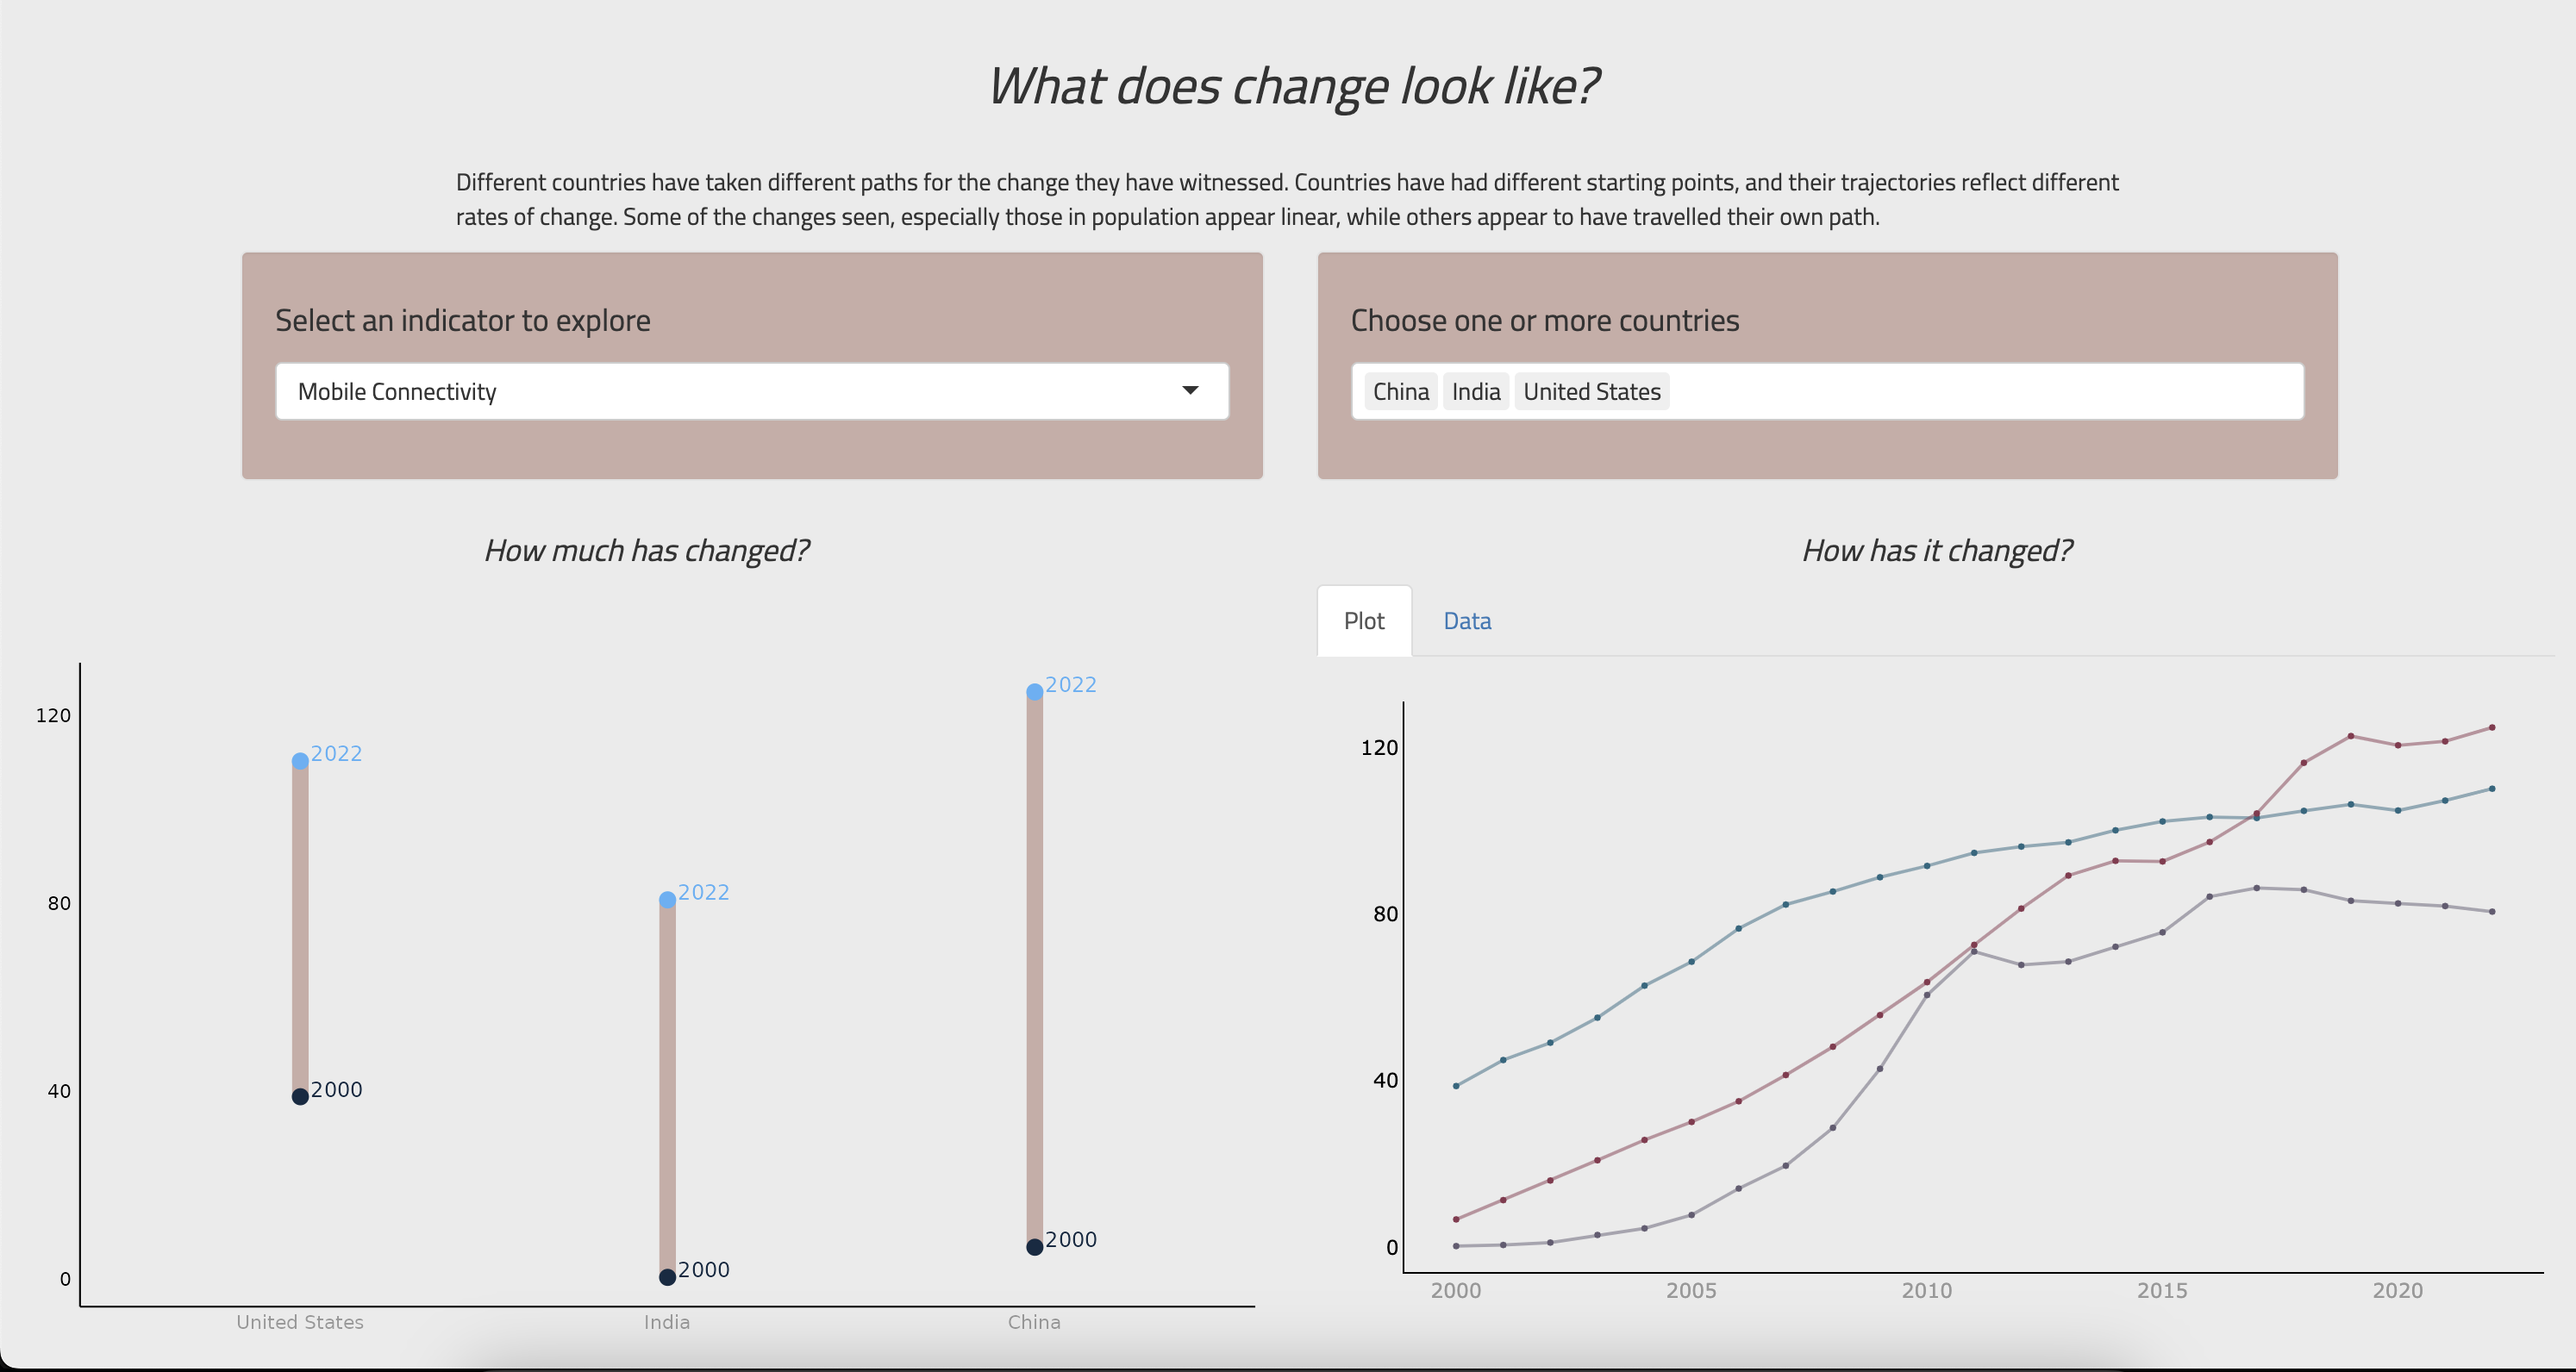 What does change look like?
Different countries have taken different paths for the change they have witnessed. Countries have had different starting points, and their trajectories reflect different
rates of change. Some of the changes seen, especially those in population appear linear, while others appear to have travelled their own path.
Select an indicator to explore
Mobile Connectivity
Choose one or more countries
China India United States
How much has changed?
120
80
40
0
2022
2000
2022
2000
2022
2000
United States India China
How has it changed?
Plot Data
120
80
40
0
2000 2005 2010 2015 2020